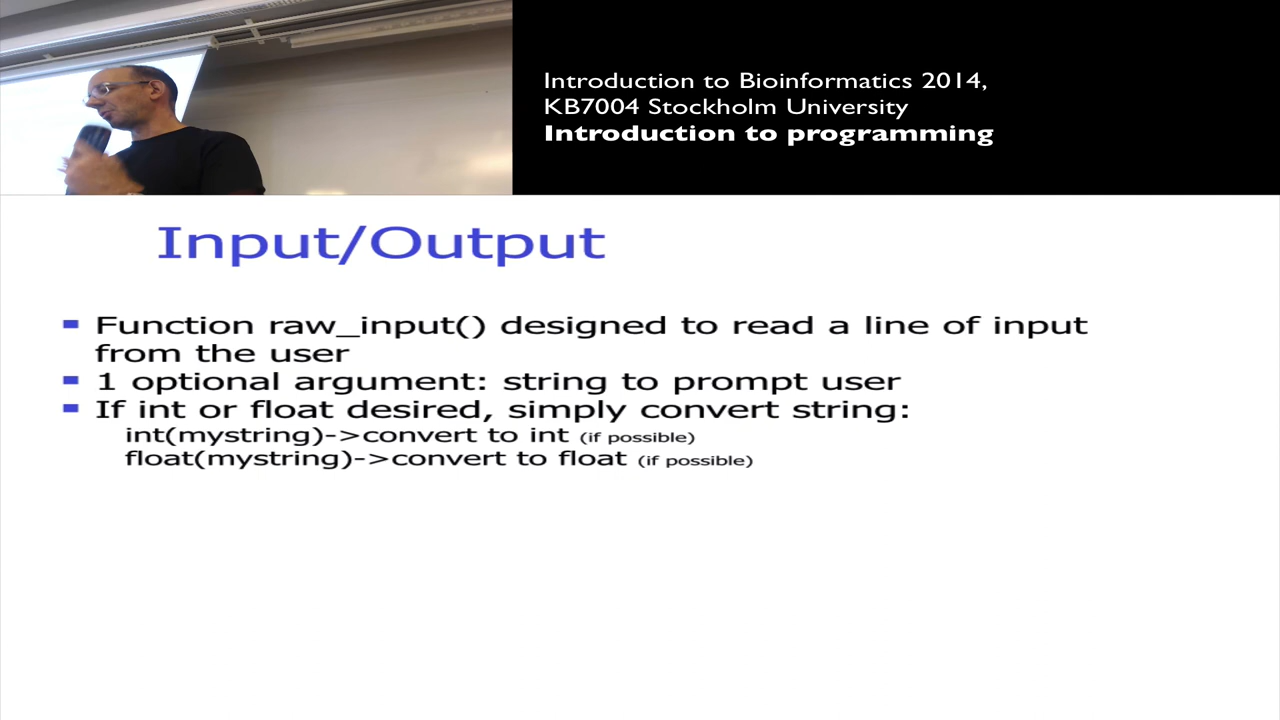 Introduction to Bioinformatics 2014,
KB7004 Stockholm University
Introduction to programming
Input/Output
Function raw_input() designed to read a line of input
from the user
1 optional argument: string to prompt user
If int or float desired, simply convert string:
int(mystring)->convert to int (if possible)
float(mystring)->convert to float (if possible)